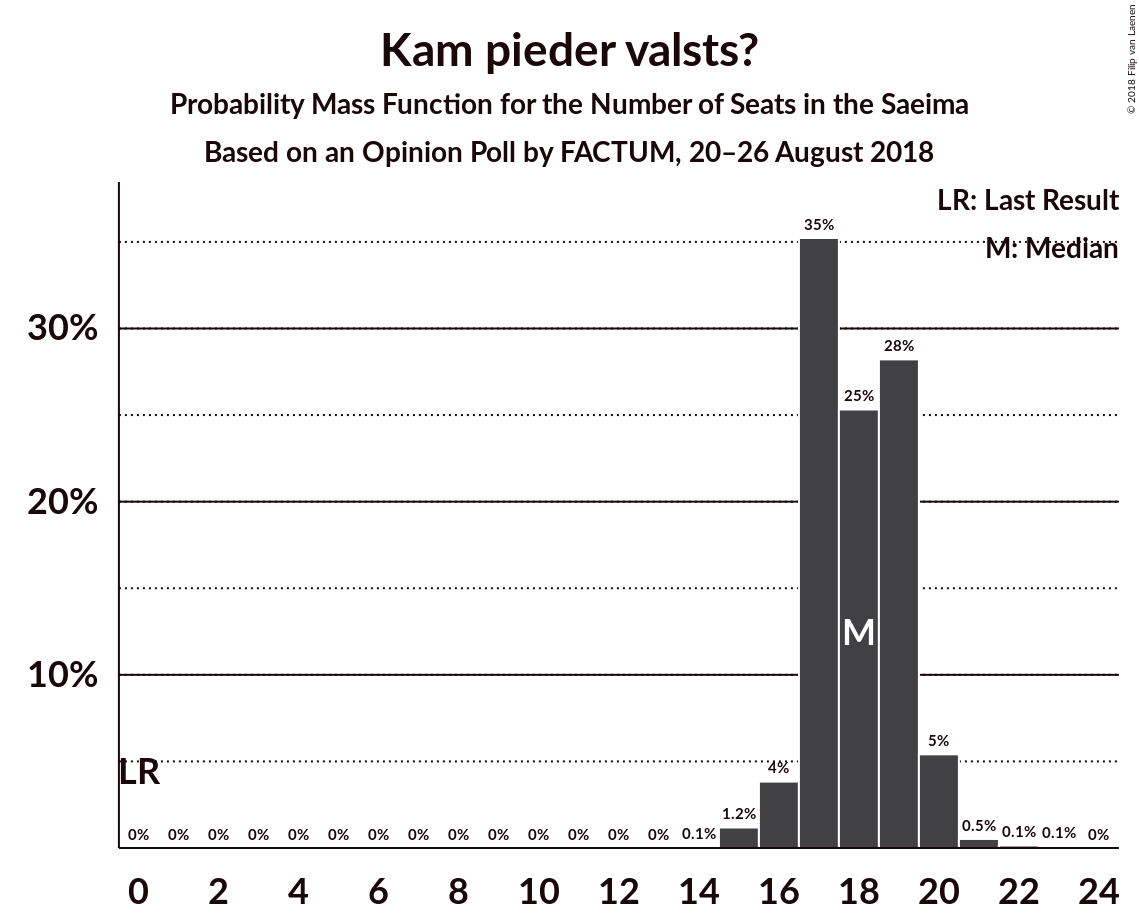 © 2018 Filip van Laenen
Kam pieder valsts?
Probability Mass Function for the Number of Seats in the Saeima
Based on an Opinion Poll by FACTUM, 20–26 August 2018
LR: Last Result
M: Median
30%
20%
10%
35%
25%
28%
M
LR
0% 0% 0% 0% 0% 0% 0% 0% 0% 0% 0% 0% 0% 0% 0.1% 1.2% 4% 5% 0.5% 0.1% 0.1% 0%
0 2 4 6 8 10 12 14 16 18 20 22 24